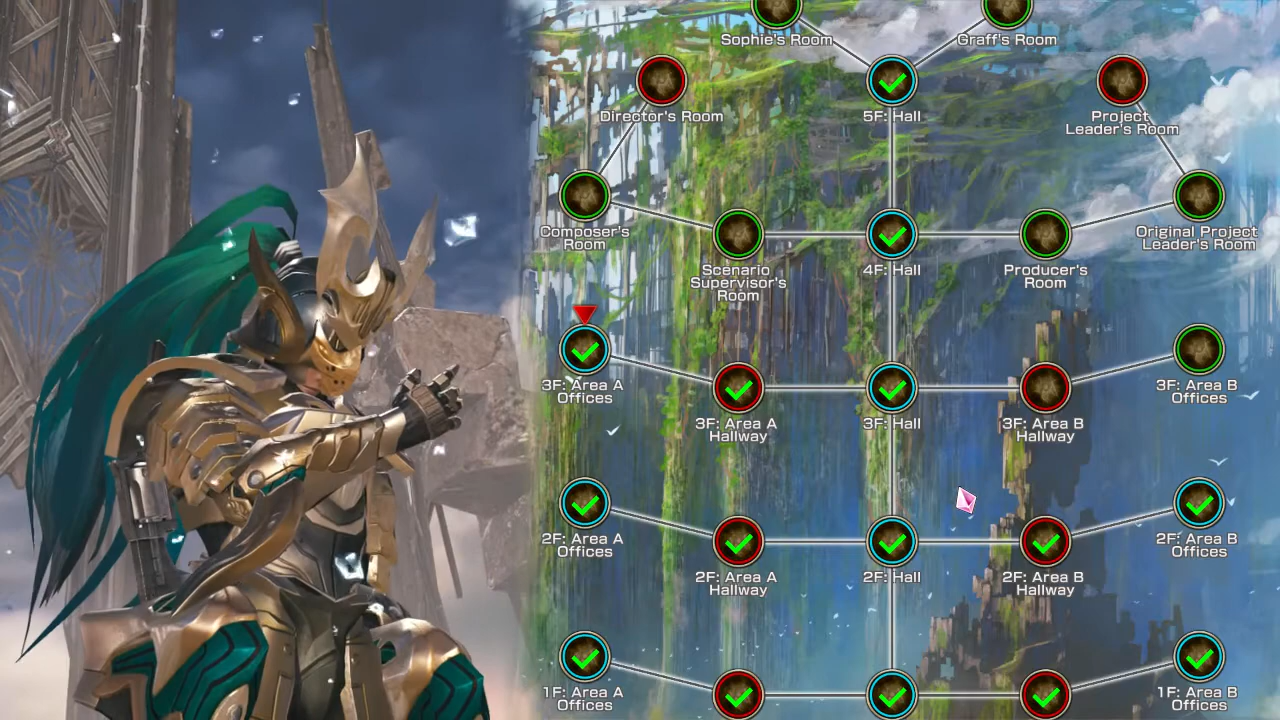 Sophie's Room
Graff's Room
Director's Room
5F: Hall
Project
Leader's Room
Composer's
Room
Scenario
Supervisor's
Room
4F: Hall
Producer's
Room
Original Project
Leader's Room
3F: Area A
Offices
3F: Area A
Hallway
3F: Hall
3F: Area B
Hallway
3F: Area B
Offices
2F: Area A
Offices
2F: Area A
Hallway
2F: Hall
2F: Area B
Hallway
2F: Area B
Offices
1F: Area A
Offices
1F: Area B
Offices